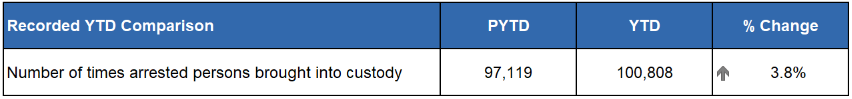 Recorded YTD Comparison PYTD YTD % Change
Number of times arrested persons brought into custody 97,119 100,808 3.8%